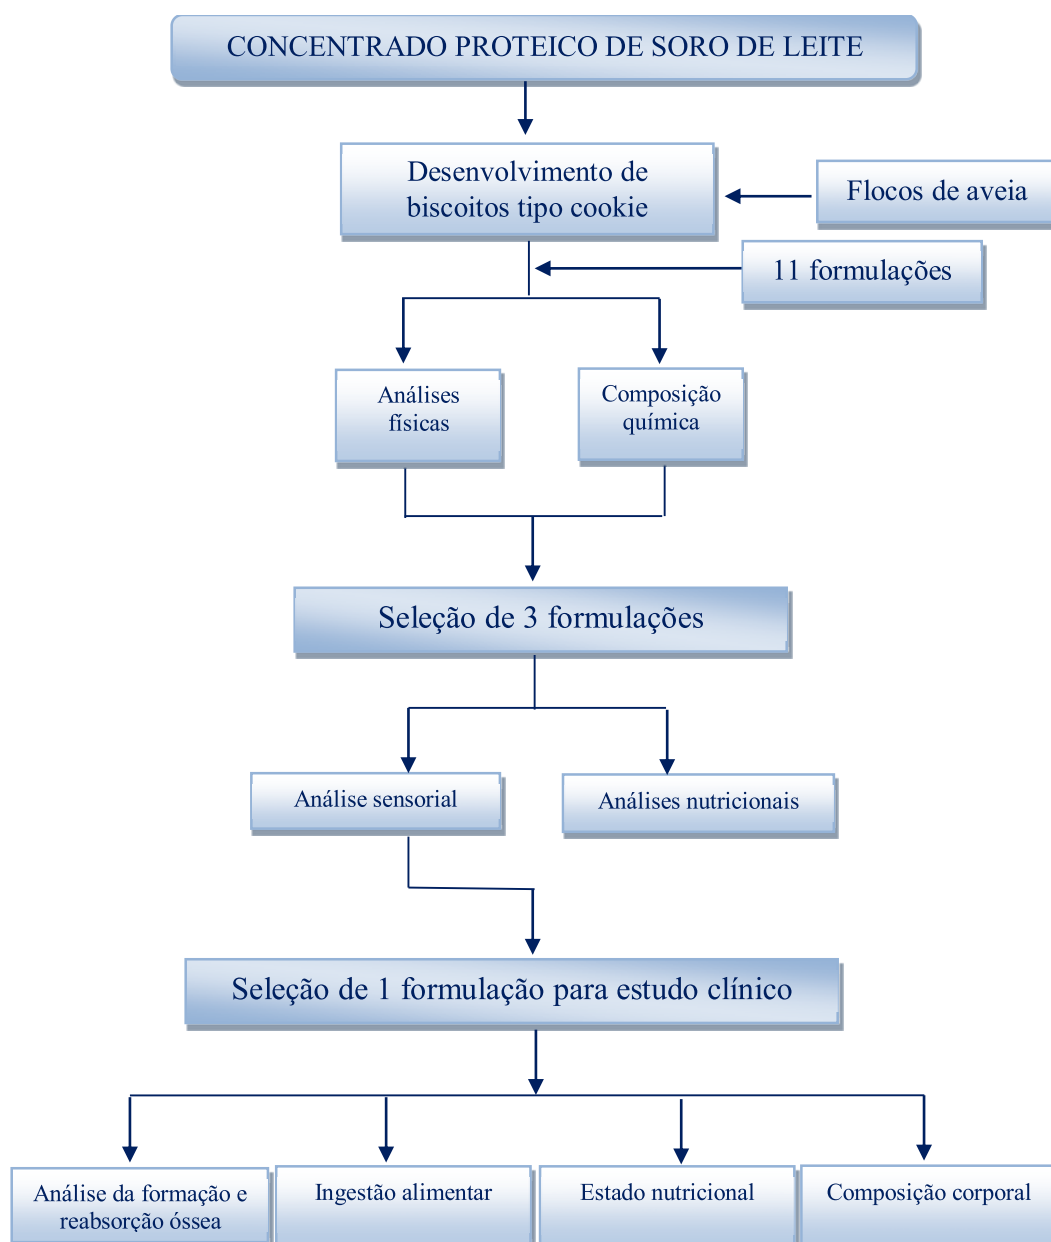 CONCENTRADO PROTEICO DE SORO DE LEITE
Desenvolvimento de
biscoitos tipo cookie
Flocos de aveia
11 formulações
Análises
físicas
Composição
química
Seleção de 3 formulações
Análise sensorial
Análises nutricionais
Seleção de 1 formulação para estudo clínico
Análise da formação e
reabsorção óssea
Ingestão alimentar
Estado nutricional
Composição corporal